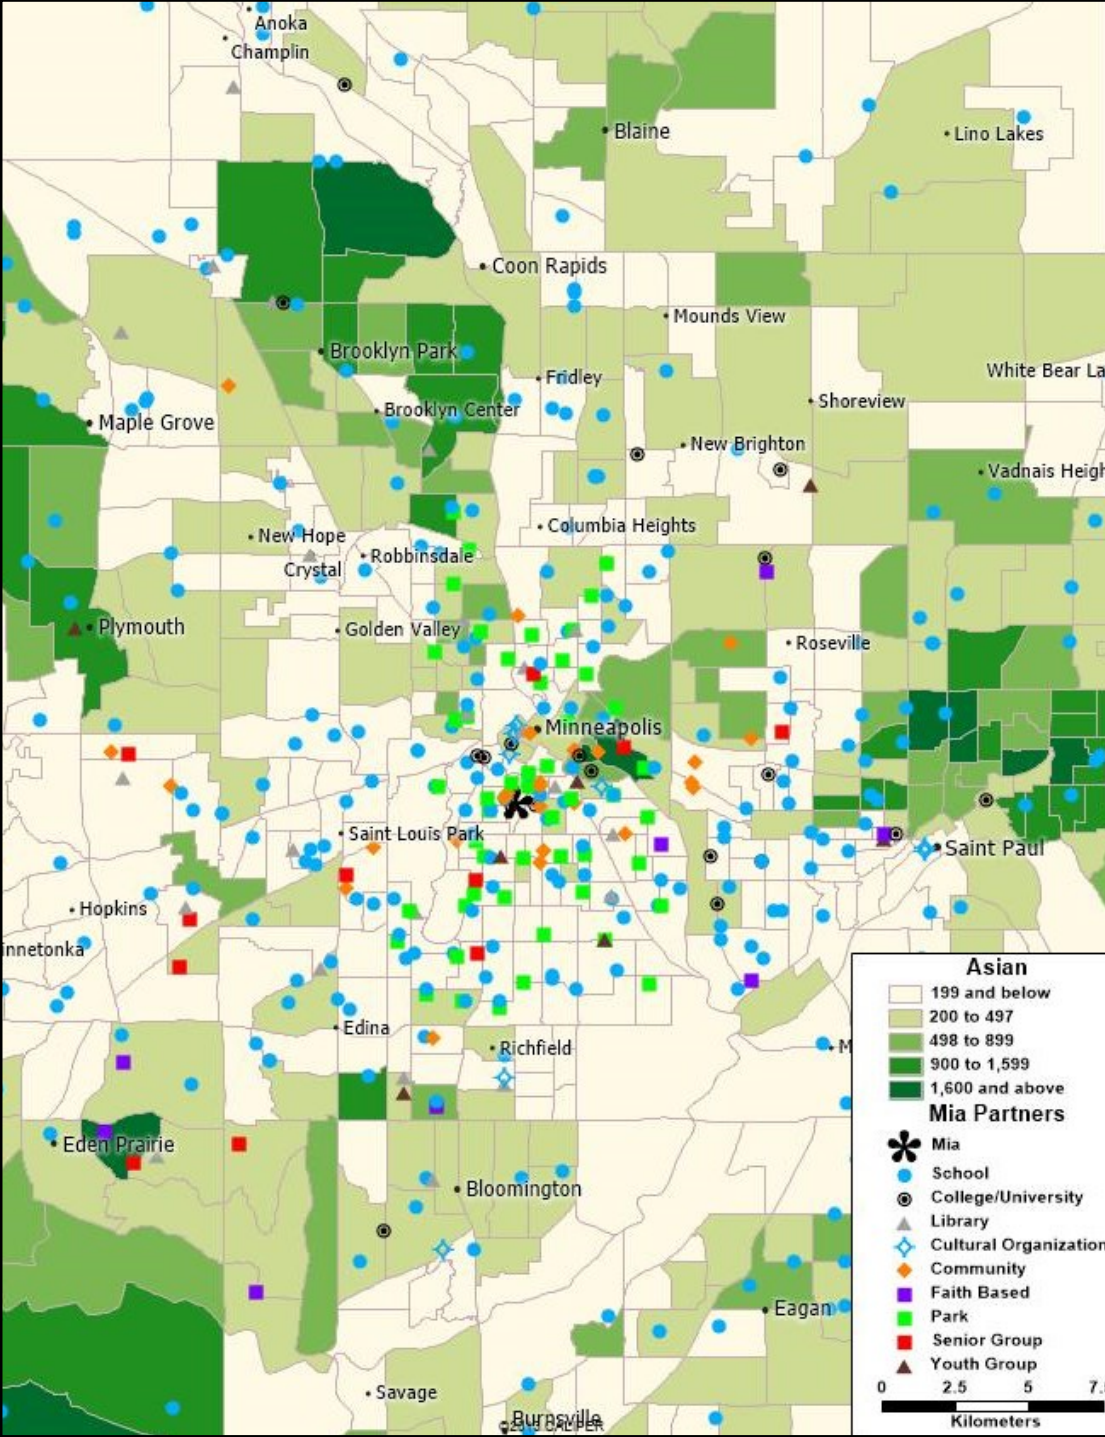 Anoka
Champlin
Blaine
Lino Lakes
Coon Rapids
Mounds View
Brooklyn Park
Fridley
White Bear La
Brooklyn Center
Shoreview
Maple Grove
New Brighton
Vadnais Heigh
Columbia Heights
New Hope
Robbinsdale
Crystal
Plymouth
Golden Valley
Roseville
Minneapolis
Saint Louis Park
Saint Paul
Hopkins
innetonka
Edina
Richfield
M
Eden Prairie
Bloomington
Eagan
Savage
Burnsville
©2015 CALIPER
Asian
199 and below
200 to 497
498 to 899
900 to 1,599
1,600 and above
Mia Partners
Mia
School
College/University
Library
Cultural Organization
Community
Faith Based
Park
Senior Group
Youth Group
0 2.5 5 7.
Kilometers